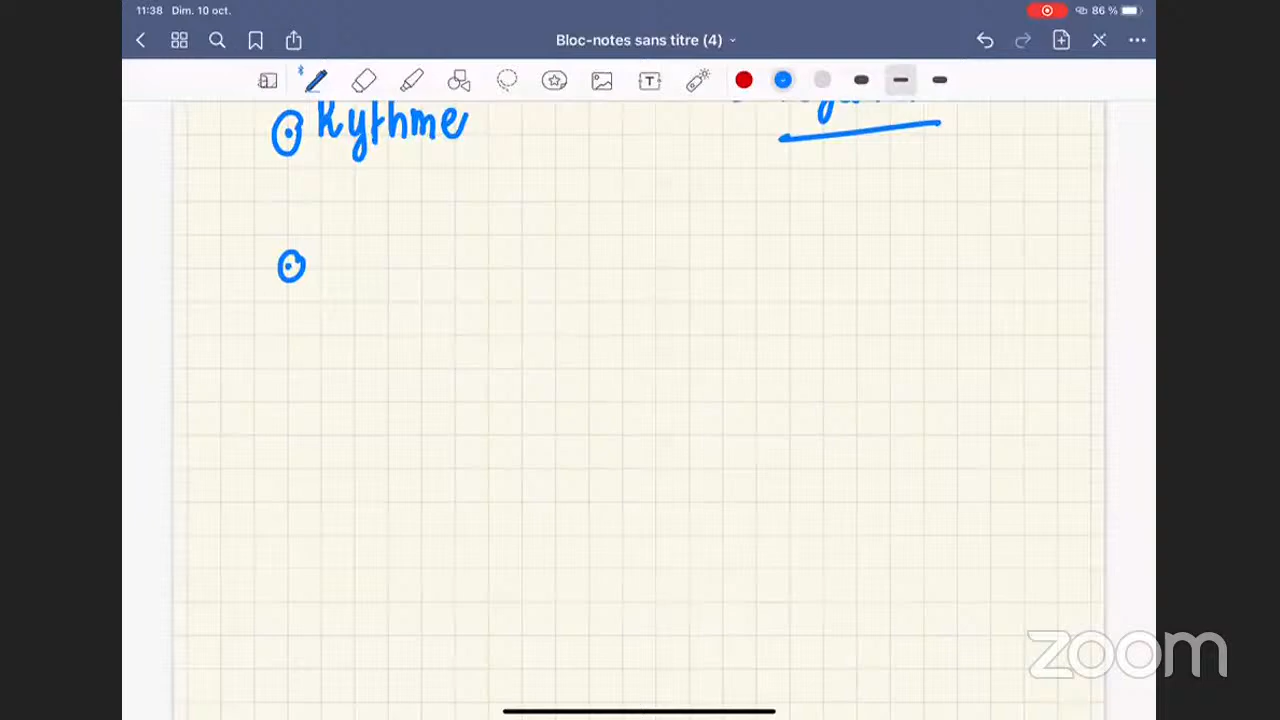 11:38 Dim. 10 oct.
86 %
Bloc-notes sans titre (4)
T
Rythme
zoom